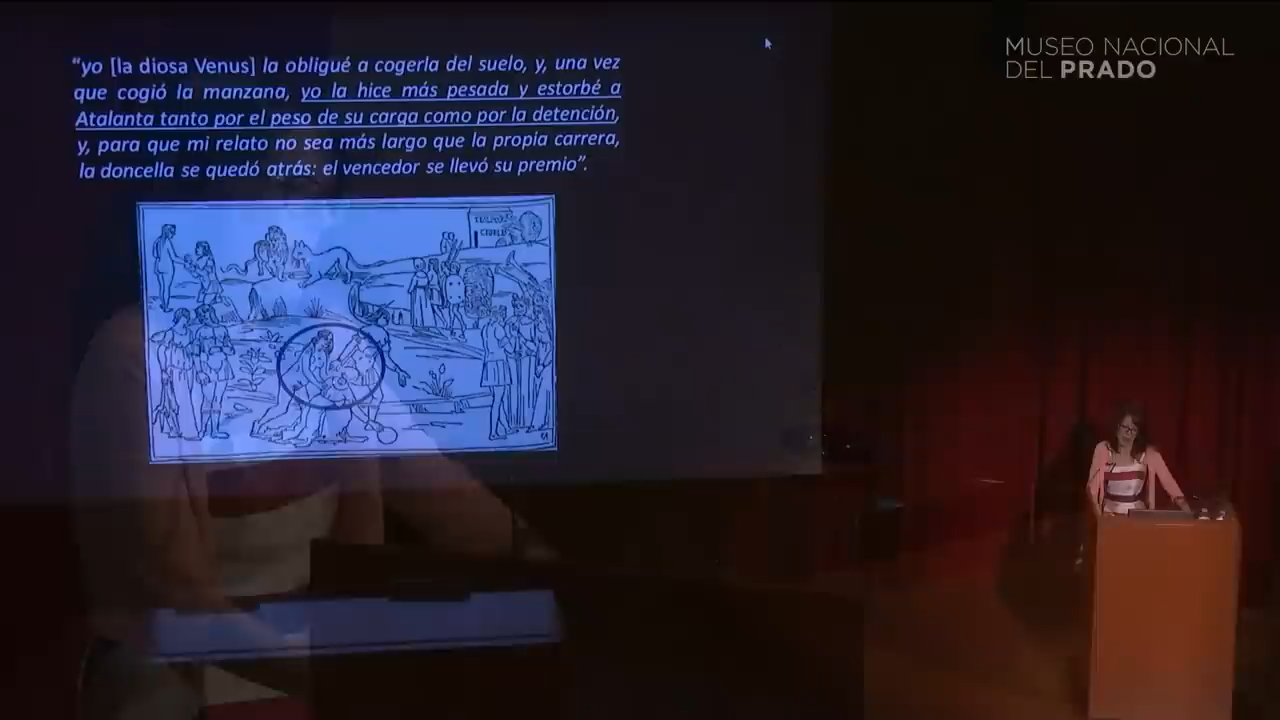 “yo [la diosa Venus] la obligué a cogerla del suelo, y, una vez
que cogió la manzana, yo la hice más pesada y estorbé a
Atalanta tanto por el peso de su carga como por la detención,
y, para que mi relato no sea más largo que la propia carrera,
la doncella se quedó atrás: el vencedor se llevó su premio”.
MUSEO NACIONAL
DEL PRADO